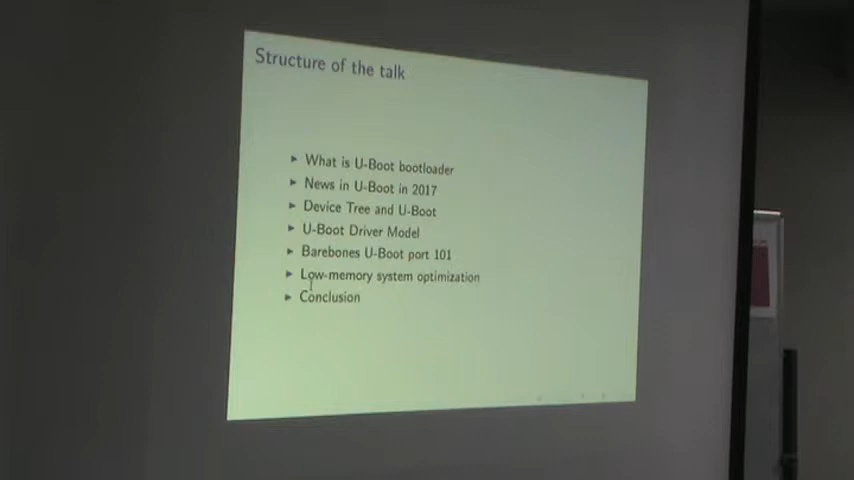 Structure of the talk
What is U-Boot bootloader
News in U-Boot in 2017
Device Tree and U-Boot
U-Boot Driver Model
Barebones U-Boot port 101
Low-memory system optimization
Conclusion